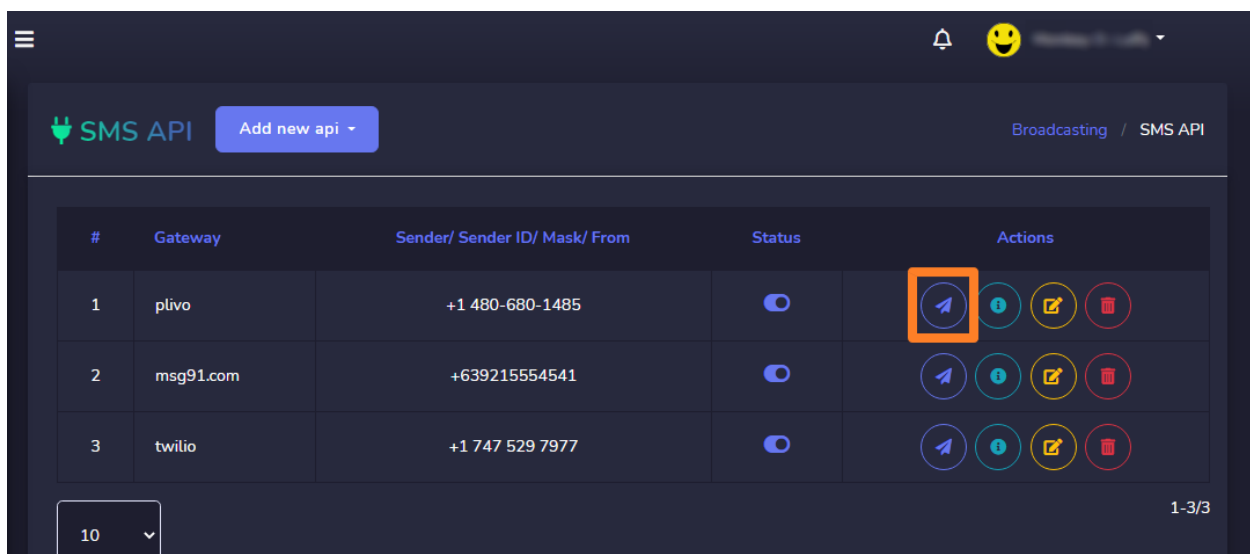 SMS API
Add new api
Broadcasting / SMS API
# Gateway Sender/ Sender ID/ Mask/ From Status Actions
1 plivo +1 480-680-1485
2 msg91.com +639215554541
3 twilio +1 747 529 7977
1-3/3
10